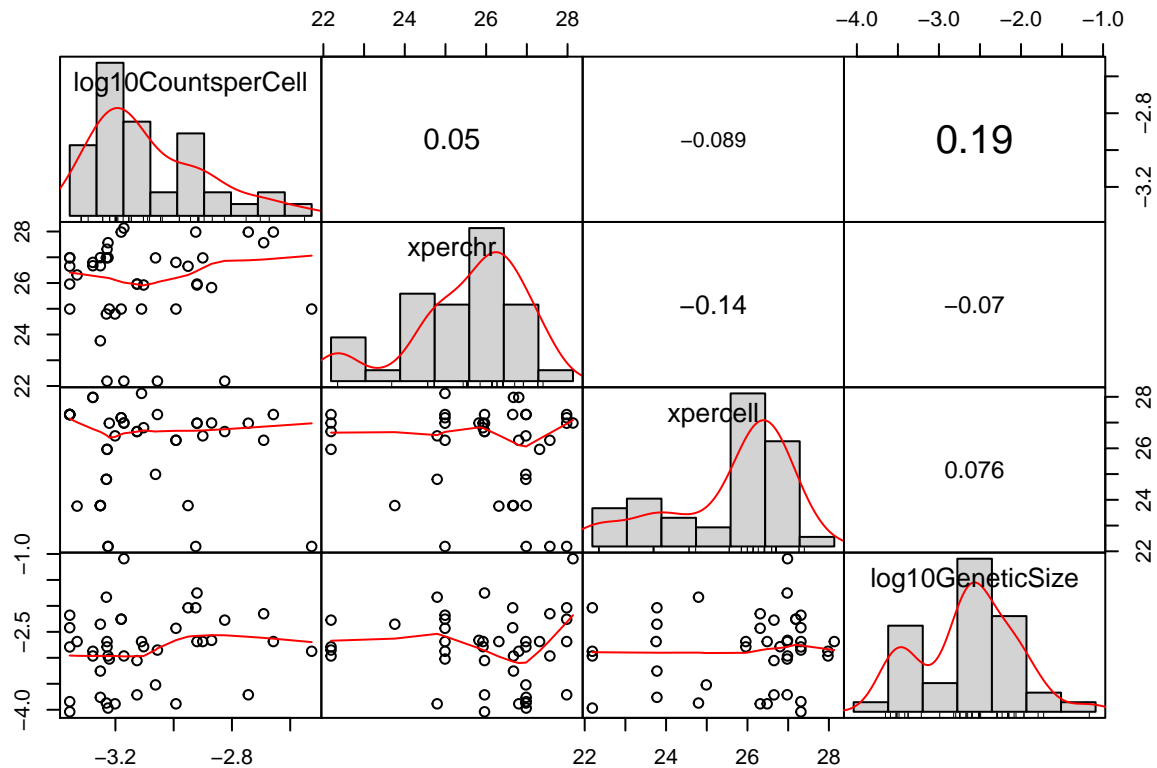 22 24 26 28
−4.0 −3.0 −2.0 −1.0
log10CountsperCell
0.05
−0.089
0.19
−3.2 −2.8
22 24 26 28
xperchr
−0.14
−0.07
xpercell
0.076
22 24 26 28
−4.0 −2.5 −1.0
log10GeneticSize
−3.2 −2.8
22 24 26 28